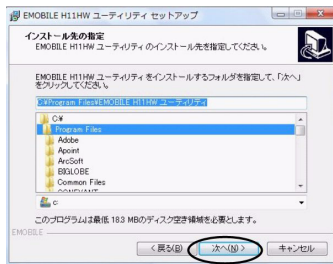 EMOBILE H11HW ユーティリティ セットアップ
インストール先の指定
EMOBILE H11HW ユーティリティ のインストール先を指定してください。
EMOBILE H11HW ユーティリティ をインストールするフォルダを指定して、「次へ」
をクリックしてください。
C:¥Program Files¥EMOBILE H11HW ユーティリティ
C:¥
Program Files
Adobe
Apoint
ArcSoft
BIGLOBE
Common Files
CONEXANT
c:
このプログラムは最低 18.3 MBのディスク空き領域を必要とします。
EMOBILE
< 戻る(B)
次へ(N) >
キャンセル